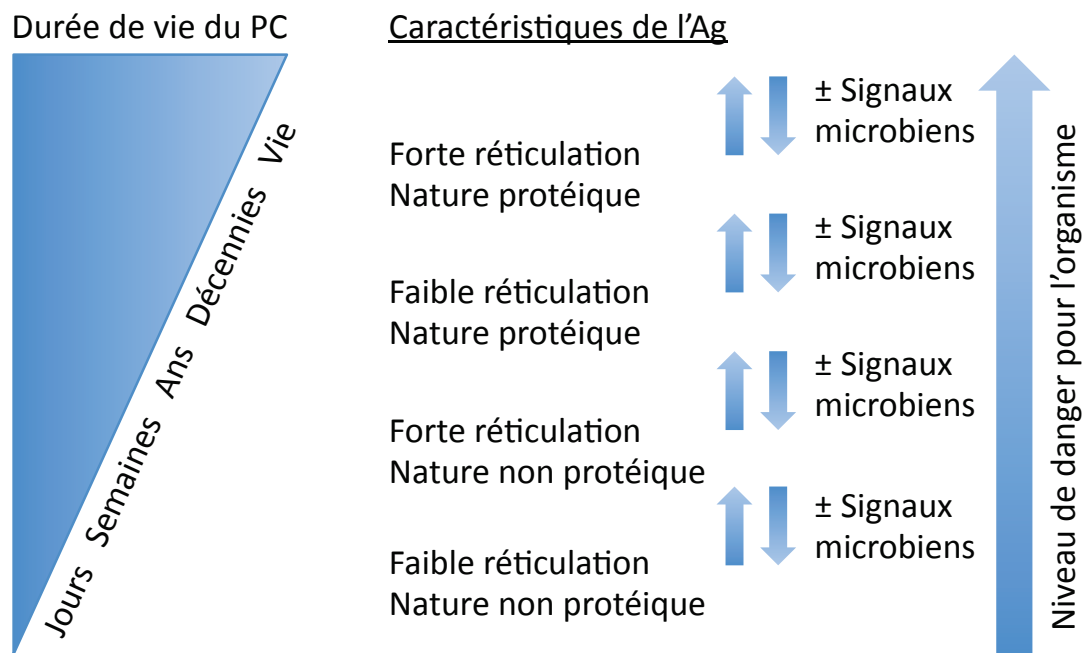 Durée de vie du PC
Caractéristiques de l'Ag
± Signaux
microbiens
Forte réticulation
Nature protéique
± Signaux
microbiens
Faible réticulation
Nature protéique
± Signaux
microbiens
Forte réticulation
Nature non protéique
± Signaux
microbiens
Faible réticulation
Nature non protéique
Jours Semaines Ans Décennies Vie
Niveau de danger pour l'organisme